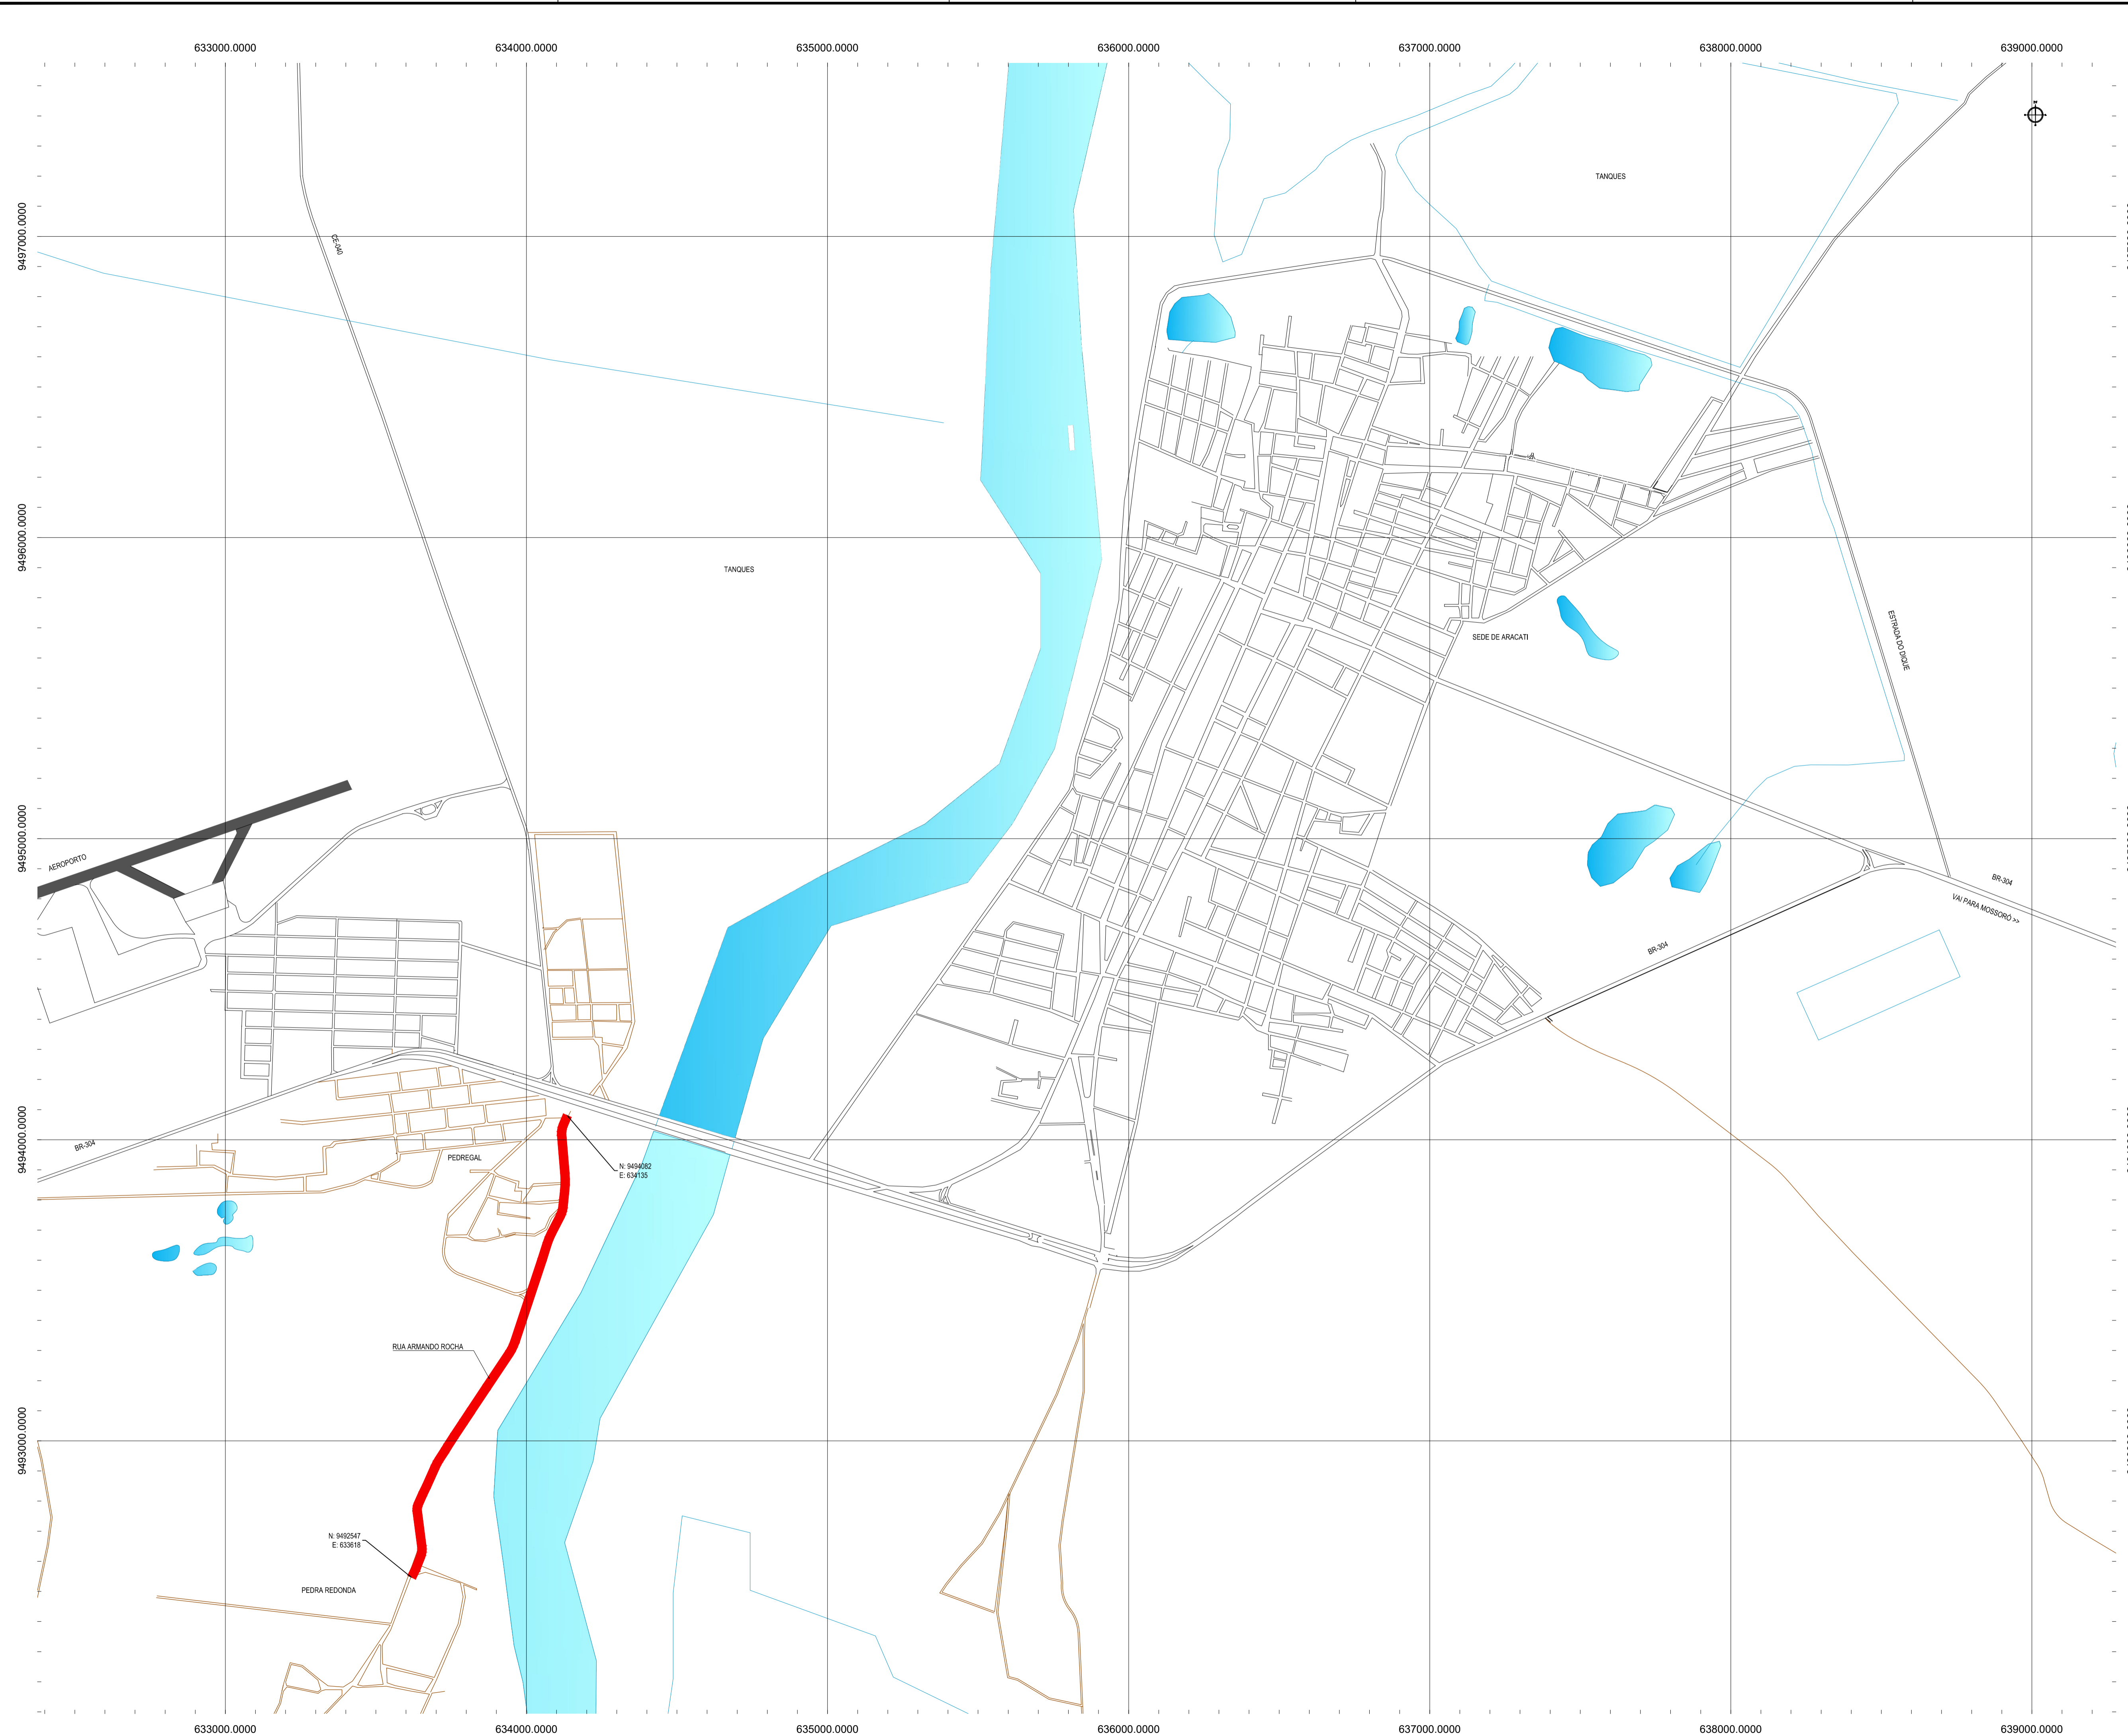 633000.0000
634000.0000
635000.0000
636000.0000
637000.0000
638000.0000
639000.0000
TANQUES
9497000.0000
CE-040
9496000.0000
TANQUES
SEDE DE ARACATI
ESTRADA DO DIQUE
9495000.0000
AEROPORTO
BR-304
VAI PARA MOSSORÓ >>
BR-304
9494000.0000
BR-304
PEDREGAL
N: 9494082
E: 634135
RUA ARMANDO ROCHA
9493000.0000
N: 9492547
E: 633618
PEDRA REDONDA
633000.0000
634000.0000
635000.0000
636000.0000
637000.0000
638000.0000
639000.0000